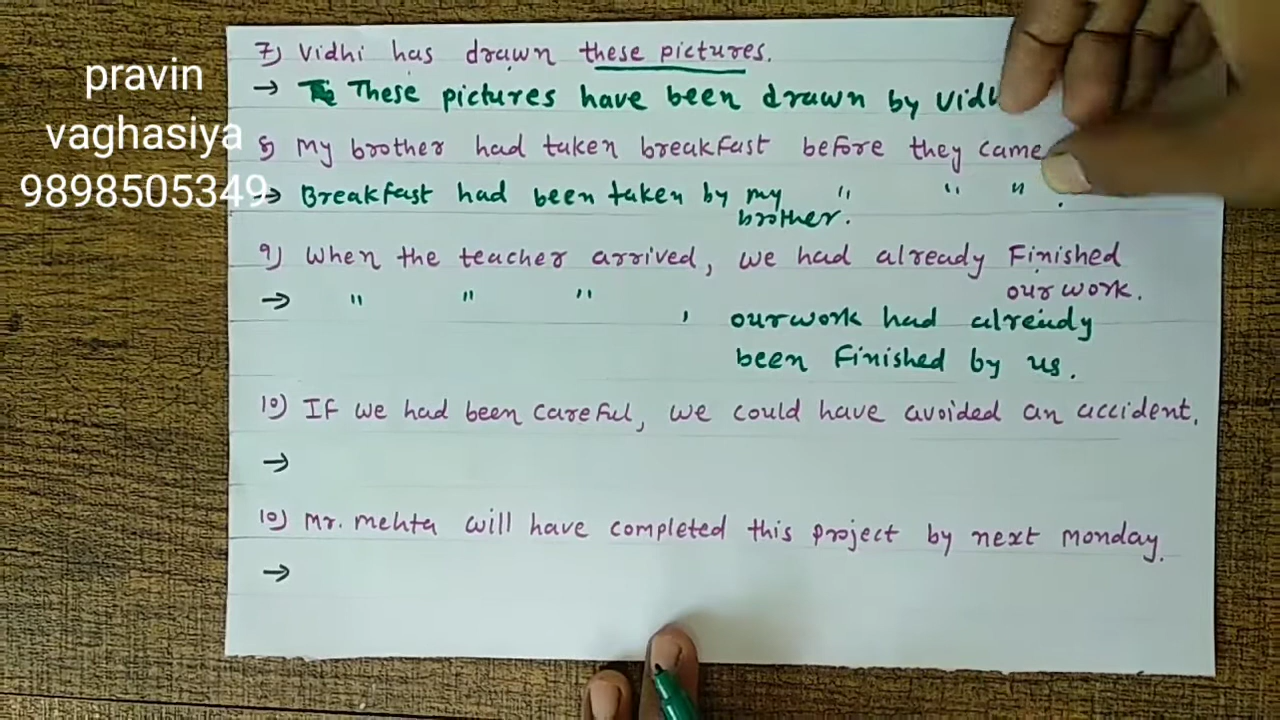 pravin
vaghasiya
9898505349
7) Vidhi has drawn these pictures.
→ These pictures have been drawn by
8) My brother had taken breakfast before they came
→ Breakfast had been taken by my " " "
brother.
9) When the teacher arrived, we had already Finished
our work.
→ " " " , our work had already
been Finished by us.
10) IF we had been careful, we could have avoided an accident.
→
10) Mr. Mehta will have completed this project by next Monday.
→